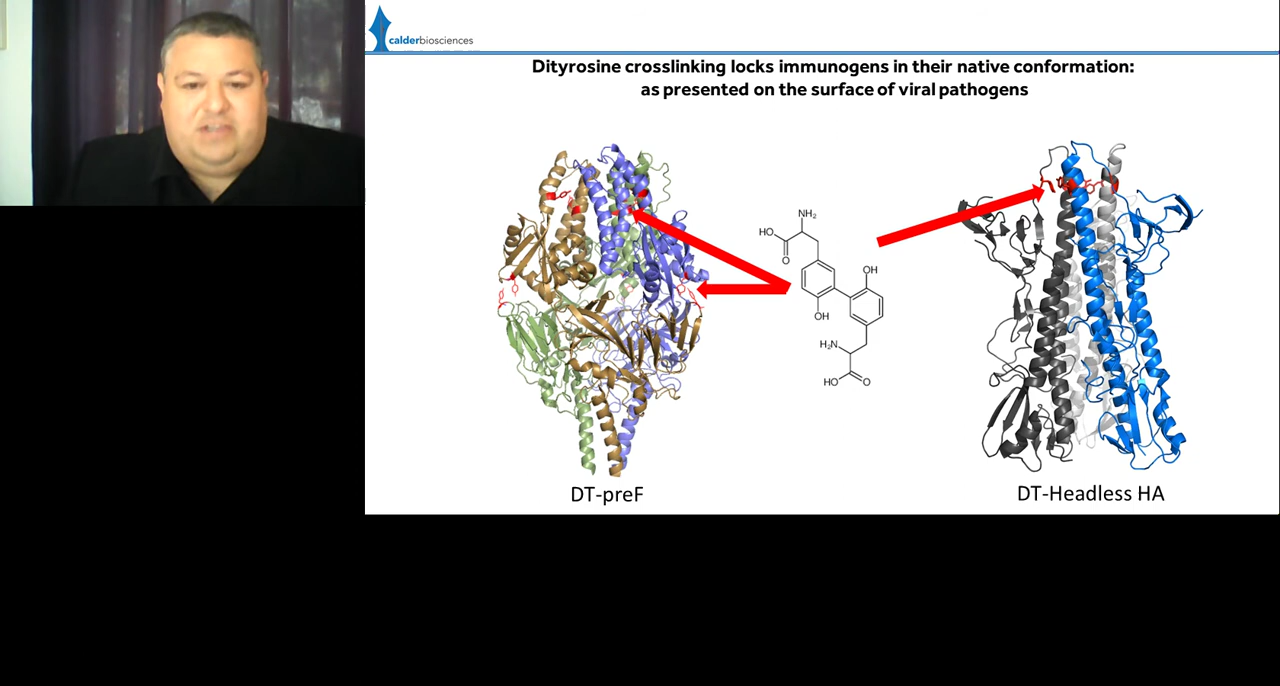 calderbiosciences
Dityrosine crosslinking locks immunogens in their native conformation:
as presented on the surface of viral pathogens
NH₂
HO
O
OH
OH
H₂N
HO
O
DT-preF
DT-Headless HA